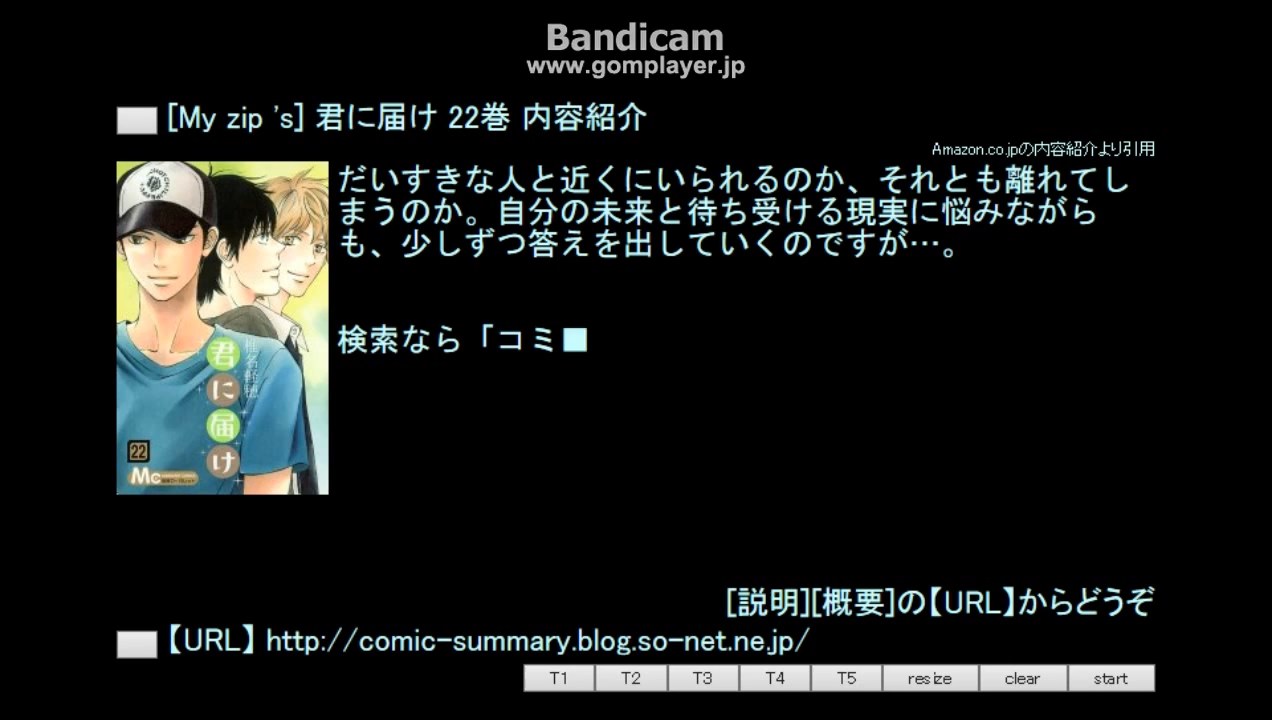 Bandicam
www.gomplayer.jp
[My zip 's] 君に届け 22巻 内容紹介
Amazon.co.jpの内容紹介より引用
だいすきな人と近くにいられるのか、それとも離れてし
まうのか。自分の未来と待ち受ける現実に悩みながら
も、少しずつ答えを出していくのですが…。
椎名軽穂
君に届け
22
Mc
検索なら「コミ
[説明][概要]の【URL】からどうぞ
【URL】 http://comic-summary.blog.so-net.ne.jp/
T1 T2 T3 T4 T5 resize clear start